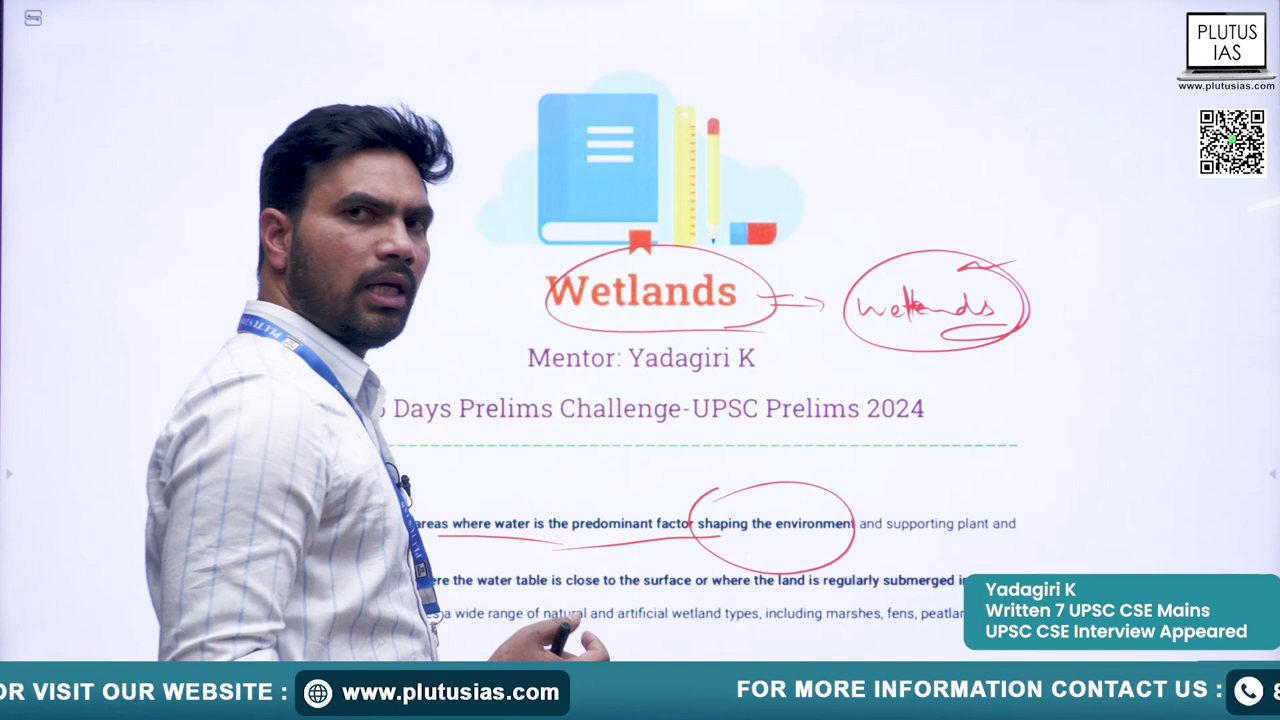 PLUTUS
IAS
www.plutusias.com
Wetlands
Wetlands
Mentor: Yadagiri K
Days Prelims Challenge-UPSC Prelims 2024
areas where water is the predominant factor shaping the environment and supporting plant and
the water table is close to the surface or where the land is regularly submerged
a wide range of natural and artificial wetland types, including marshes, fens,
PLUTUS
Yadagiri K
Written 7 UPSC CSE Mains
UPSC CSE Interview Appeared
OR VISIT OUR WEBSITE : www.plutusias.com
FOR MORE INFORMATION CONTACT US : 8